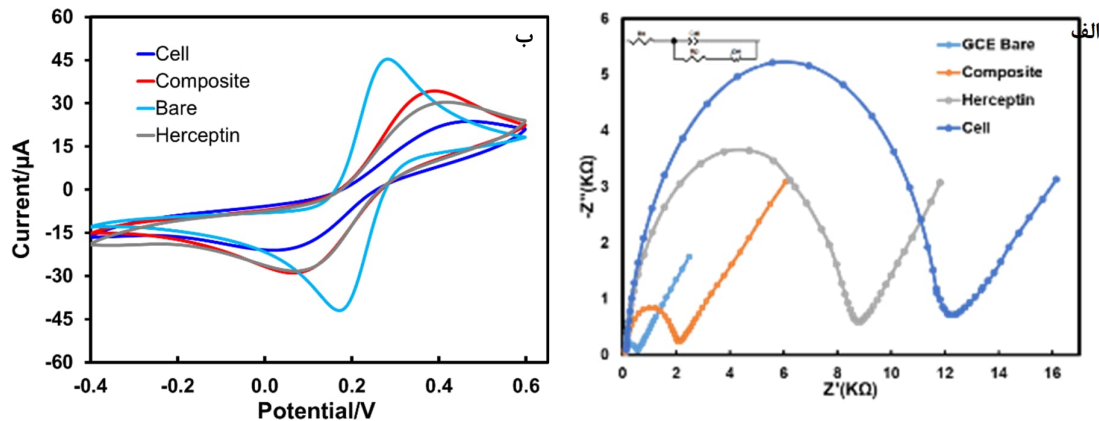 ب
60
45
30
15
0
-15
-30
-45
-60
Current/µA
Cell
Composite
Bare
Herceptin
-0.4
-0.2
0.0
0.2
0.4
0.6
Potential/V
الف
-6
5
4
3
2
1
0
-Z"(KΩ)
GCE Bare
Composite
Herceptin
Cell
0
2
4
6
8
10
12
14
16
Z'(KΩ)